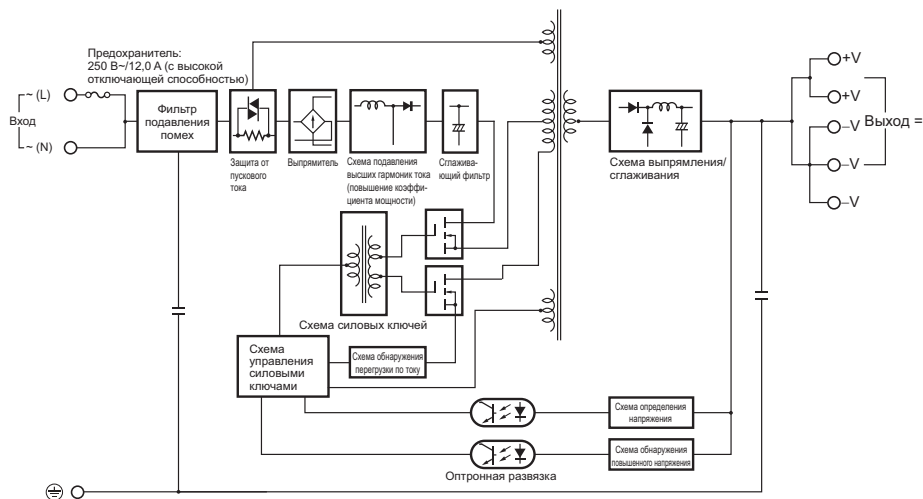 Предохранитель:
250 В~/12,0 А (с высокой
отключающей способностью)
~ (L)
Вход
~ (N)
Фильтр
подавления
помех
Защита от
пускового
тока
Выпрямитель
Схема подавления
высших гармоник тока
(повышение коэффи-
циента мощности)
Сглажива-
ющий фильтр
Схема выпрямления/
сглаживания
+V
+V
Выход =
–V
–V
–V
Схема силовых ключей
Схема
управления
силовыми
ключами
Схема обнаружения
перегрузки по току
Схема определения
напряжения
Схема обнаружения
повышенного напряжения
Оптронная развязка